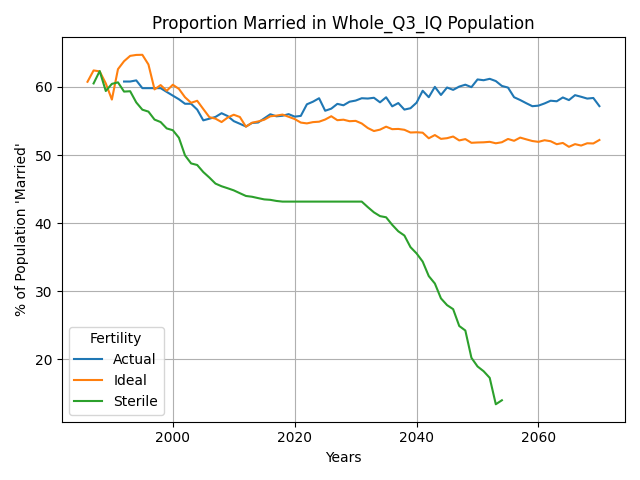 Proportion Married in Whole_Q3_IQ Population
% of Population 'Married'
60
50
40
30
20
Fertility
Actual
Ideal
Sterile
2000
2020
2040
2060
Years